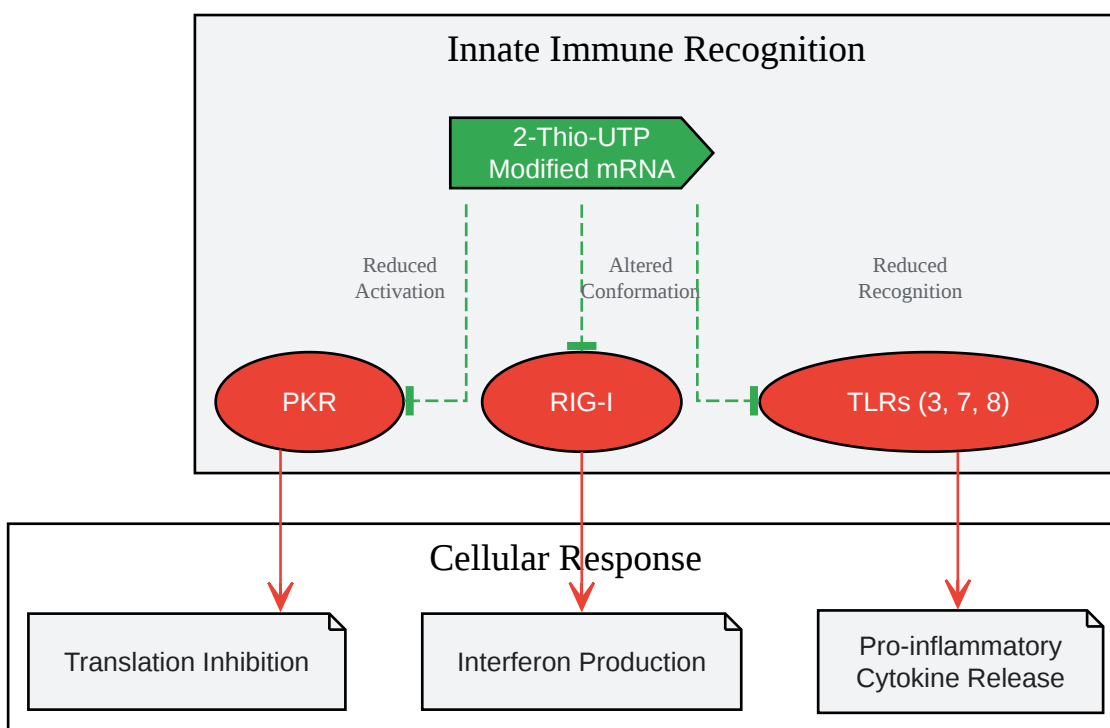 Innate Immune Recognition
2-Thio-UTP
Modified mRNA
Reduced
Activation
Altered
Conformation
Reduced
Recognition
PKR
RIG-I
TLRs (3, 7, 8)
Cellular Response
Translation Inhibition
Interferon Production
Pro-inflammatory
Cytokine Release